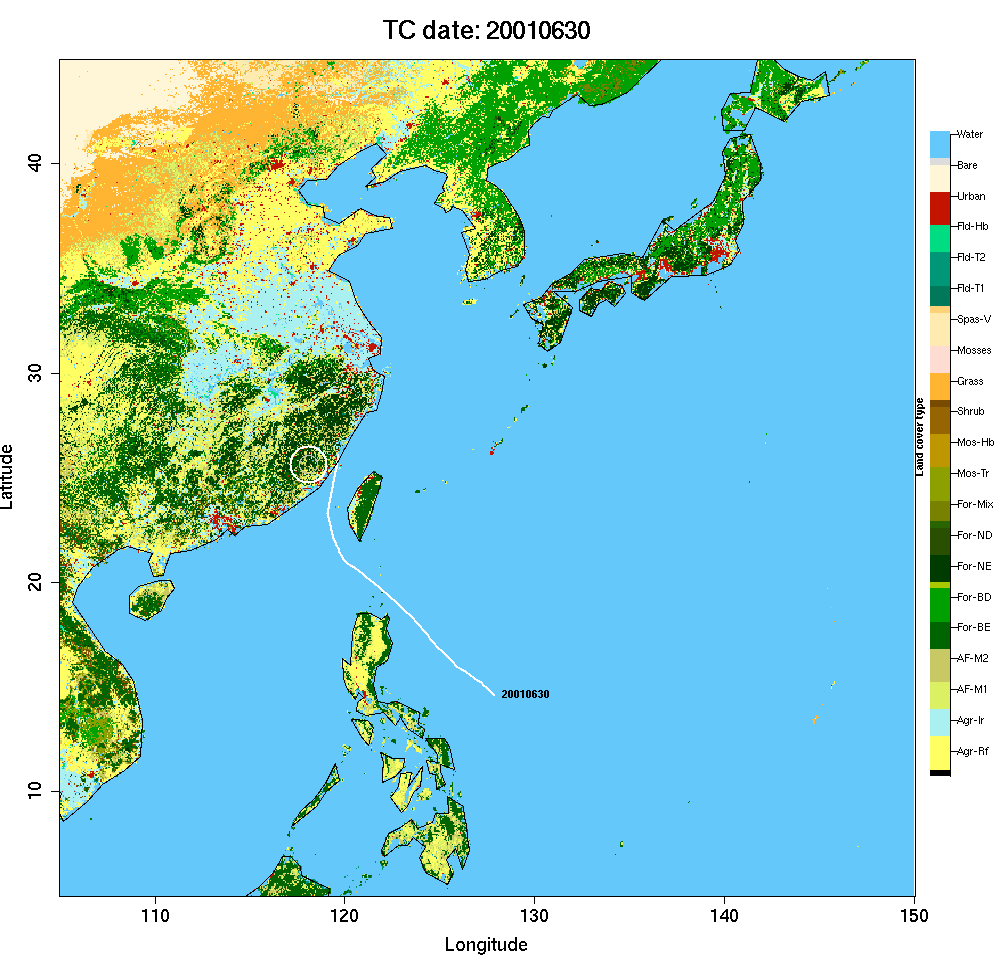 TC date: 20010630
40
30
20
10
Latitude
110
120
130
140
150
Longitude
20010630
Land cover type
Water
Bare
Urban
Fld-Hb
Fld-T2
Fld-T1
Spas-V
Mosses
Grass
Shrub
Mos-Hb
Mos-Tr
For-Mix
For-ND
For-NE
For-BD
For-BE
AF-M2
AF-M1
Agr-Ir
Agr-Rf